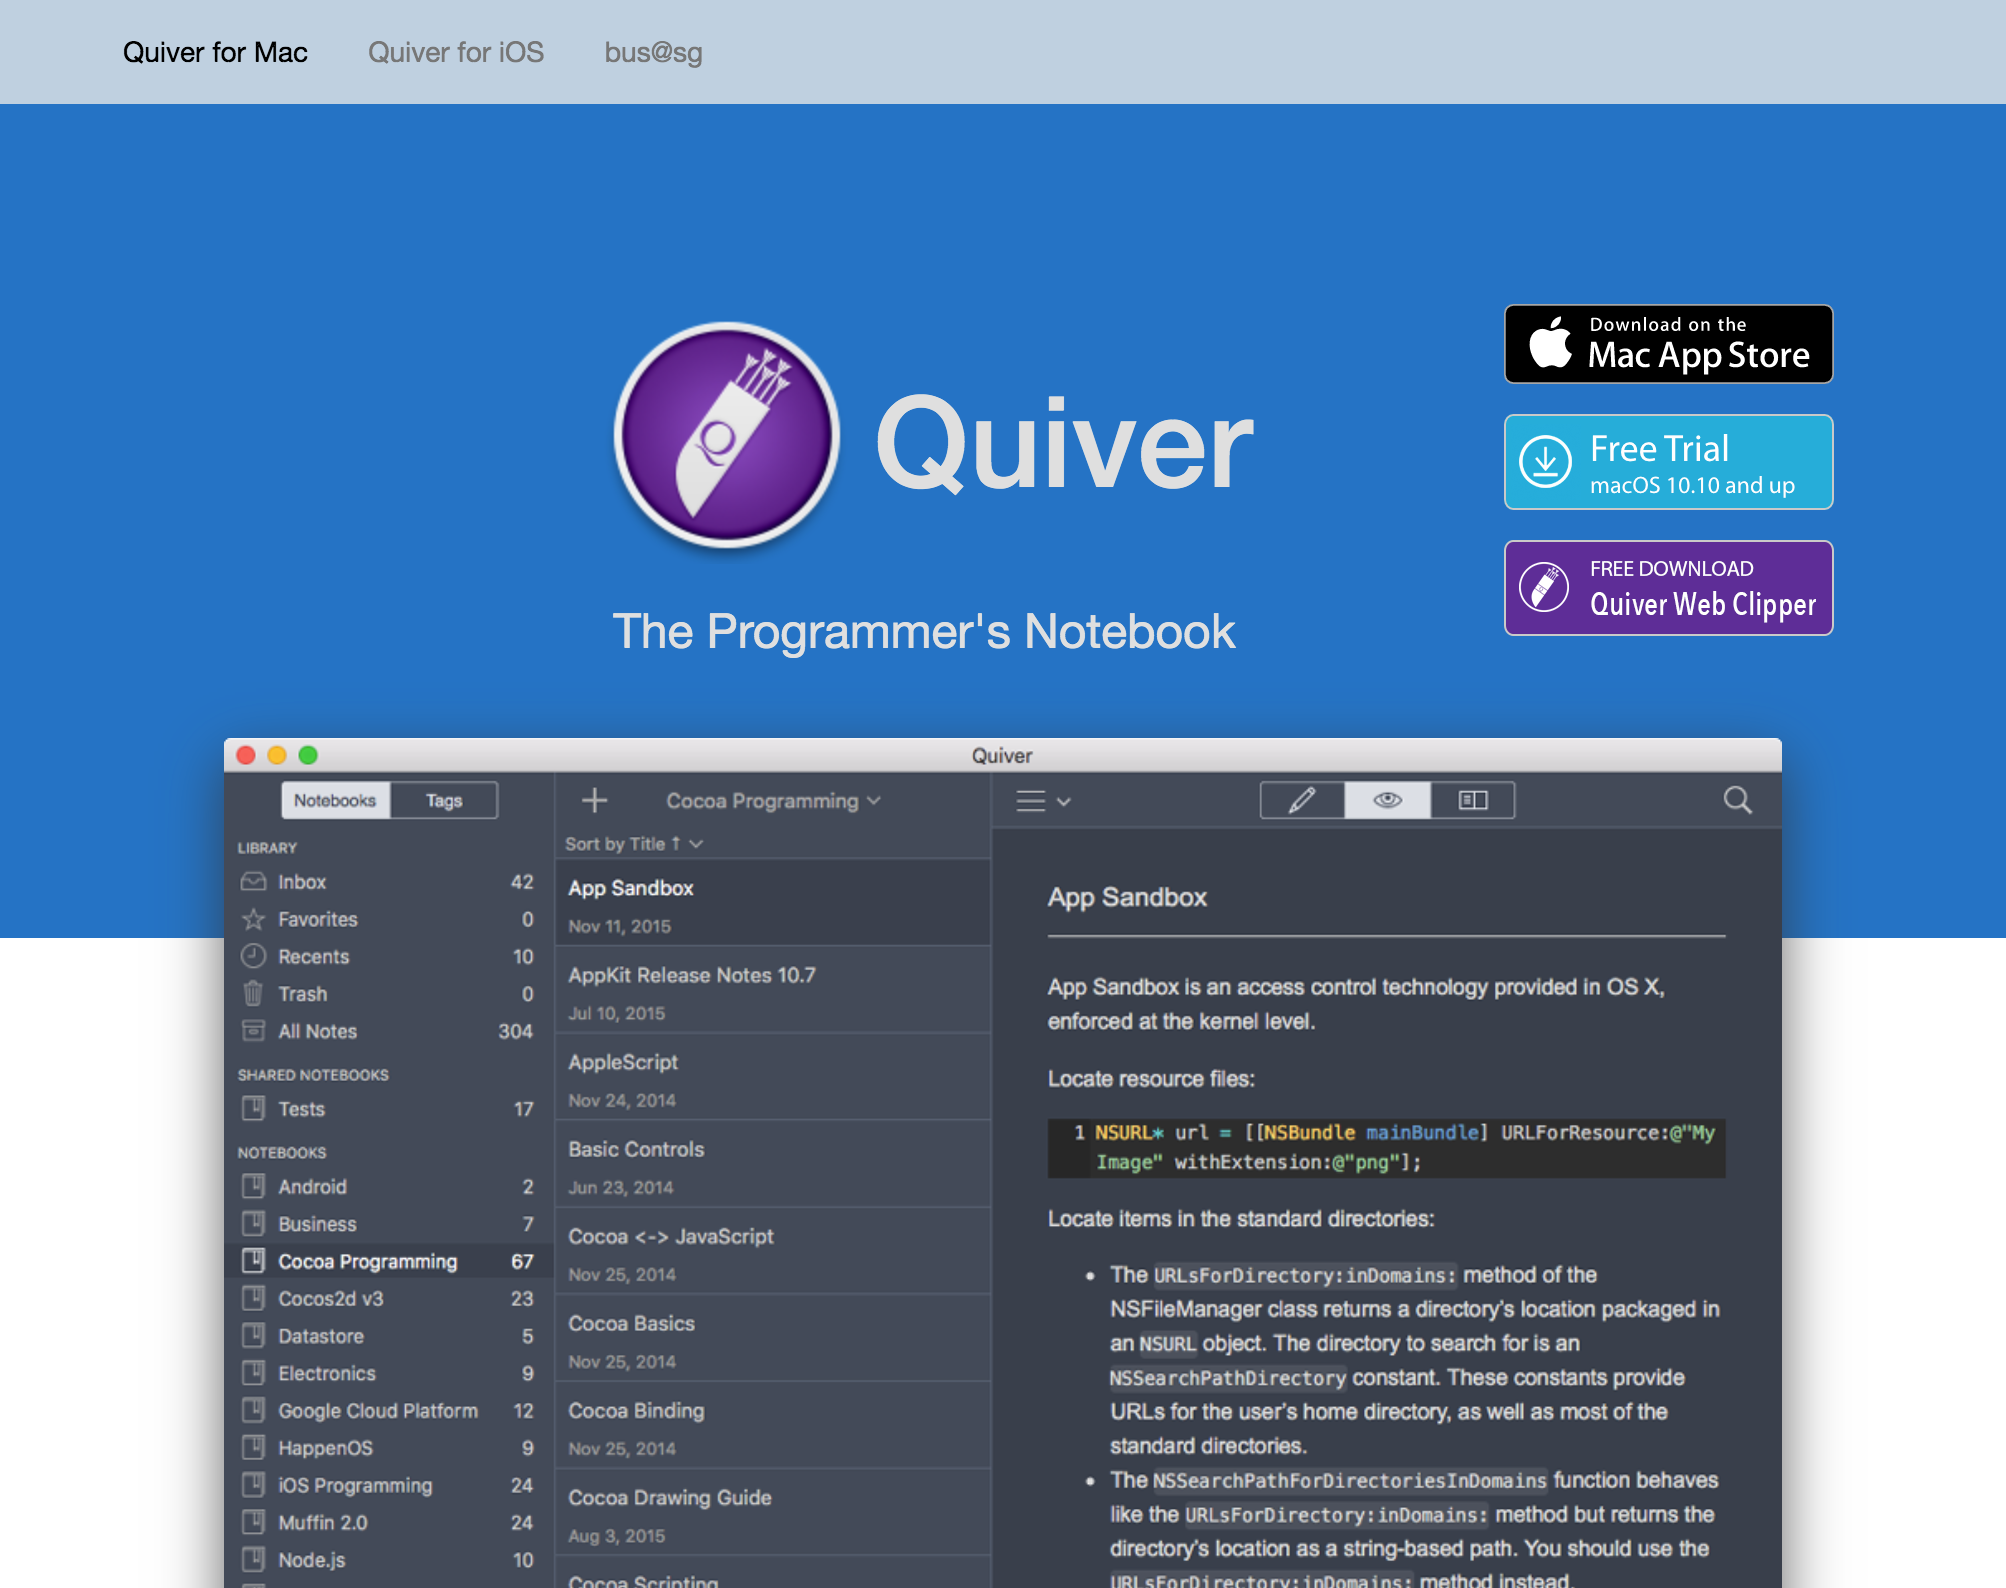 Quiver for Mac
Quiver for iOS
bus@sg
Quiver
The Programmer's Notebook
Download on the
Mac App Store
Free Trial
macOS 10.10 and up
FREE DOWNLOAD
Quiver Web Clipper
Quiver
Notebooks
Tags
LIBRARY
Inbox 42
Favorites 0
Recents 10
Trash 0
All Notes 304
SHARED NOTEBOOKS
Tests 17
NOTEBOOKS
Android 2
Business 7
Cocoa Programming 67
Cocos2d v3 23
Datastore 5
Electronics 9
Google Cloud Platform 12
HappenOS 9
iOS Programming 24
Muffin 2.0 24
Node.js 10
Cocoa Programming
Sort by Title ↑
App Sandbox
Nov 11, 2015
AppKit Release Notes 10.7
Jul 10, 2015
AppleScript
Nov 24, 2014
Basic Controls
Jun 23, 2014
Cocoa <-> JavaScript
Nov 25, 2014
Cocoa Basics
Nov 25, 2014
Cocoa Binding
Nov 25, 2014
Cocoa Drawing Guide
Aug 3, 2015
Cocoa Scripting
App Sandbox
App Sandbox is an access control technology provided in OS X,
enforced at the kernel level.
Locate resource files:
1 NSURL* url = [[NSBundle mainBundle] URLForResource:@"My
Image" withExtension:@"png"];
Locate items in the standard directories:
• The URLsForDirectory:inDomains: method of the
NSFileManager class returns a directory’s location packaged in
an NSURL object. The directory to search for is an
NSSearchPathDirectory constant. These constants provide
URLs for the user’s home directory, as well as most of the
standard directories.
• The NSSearchPathForDirectoriesInDomains function behaves
like the URLsForDirectory:inDomains: method but returns the
directory’s location as a string-based path. You should use the
URLsForDirectory:inDomains: method instead.